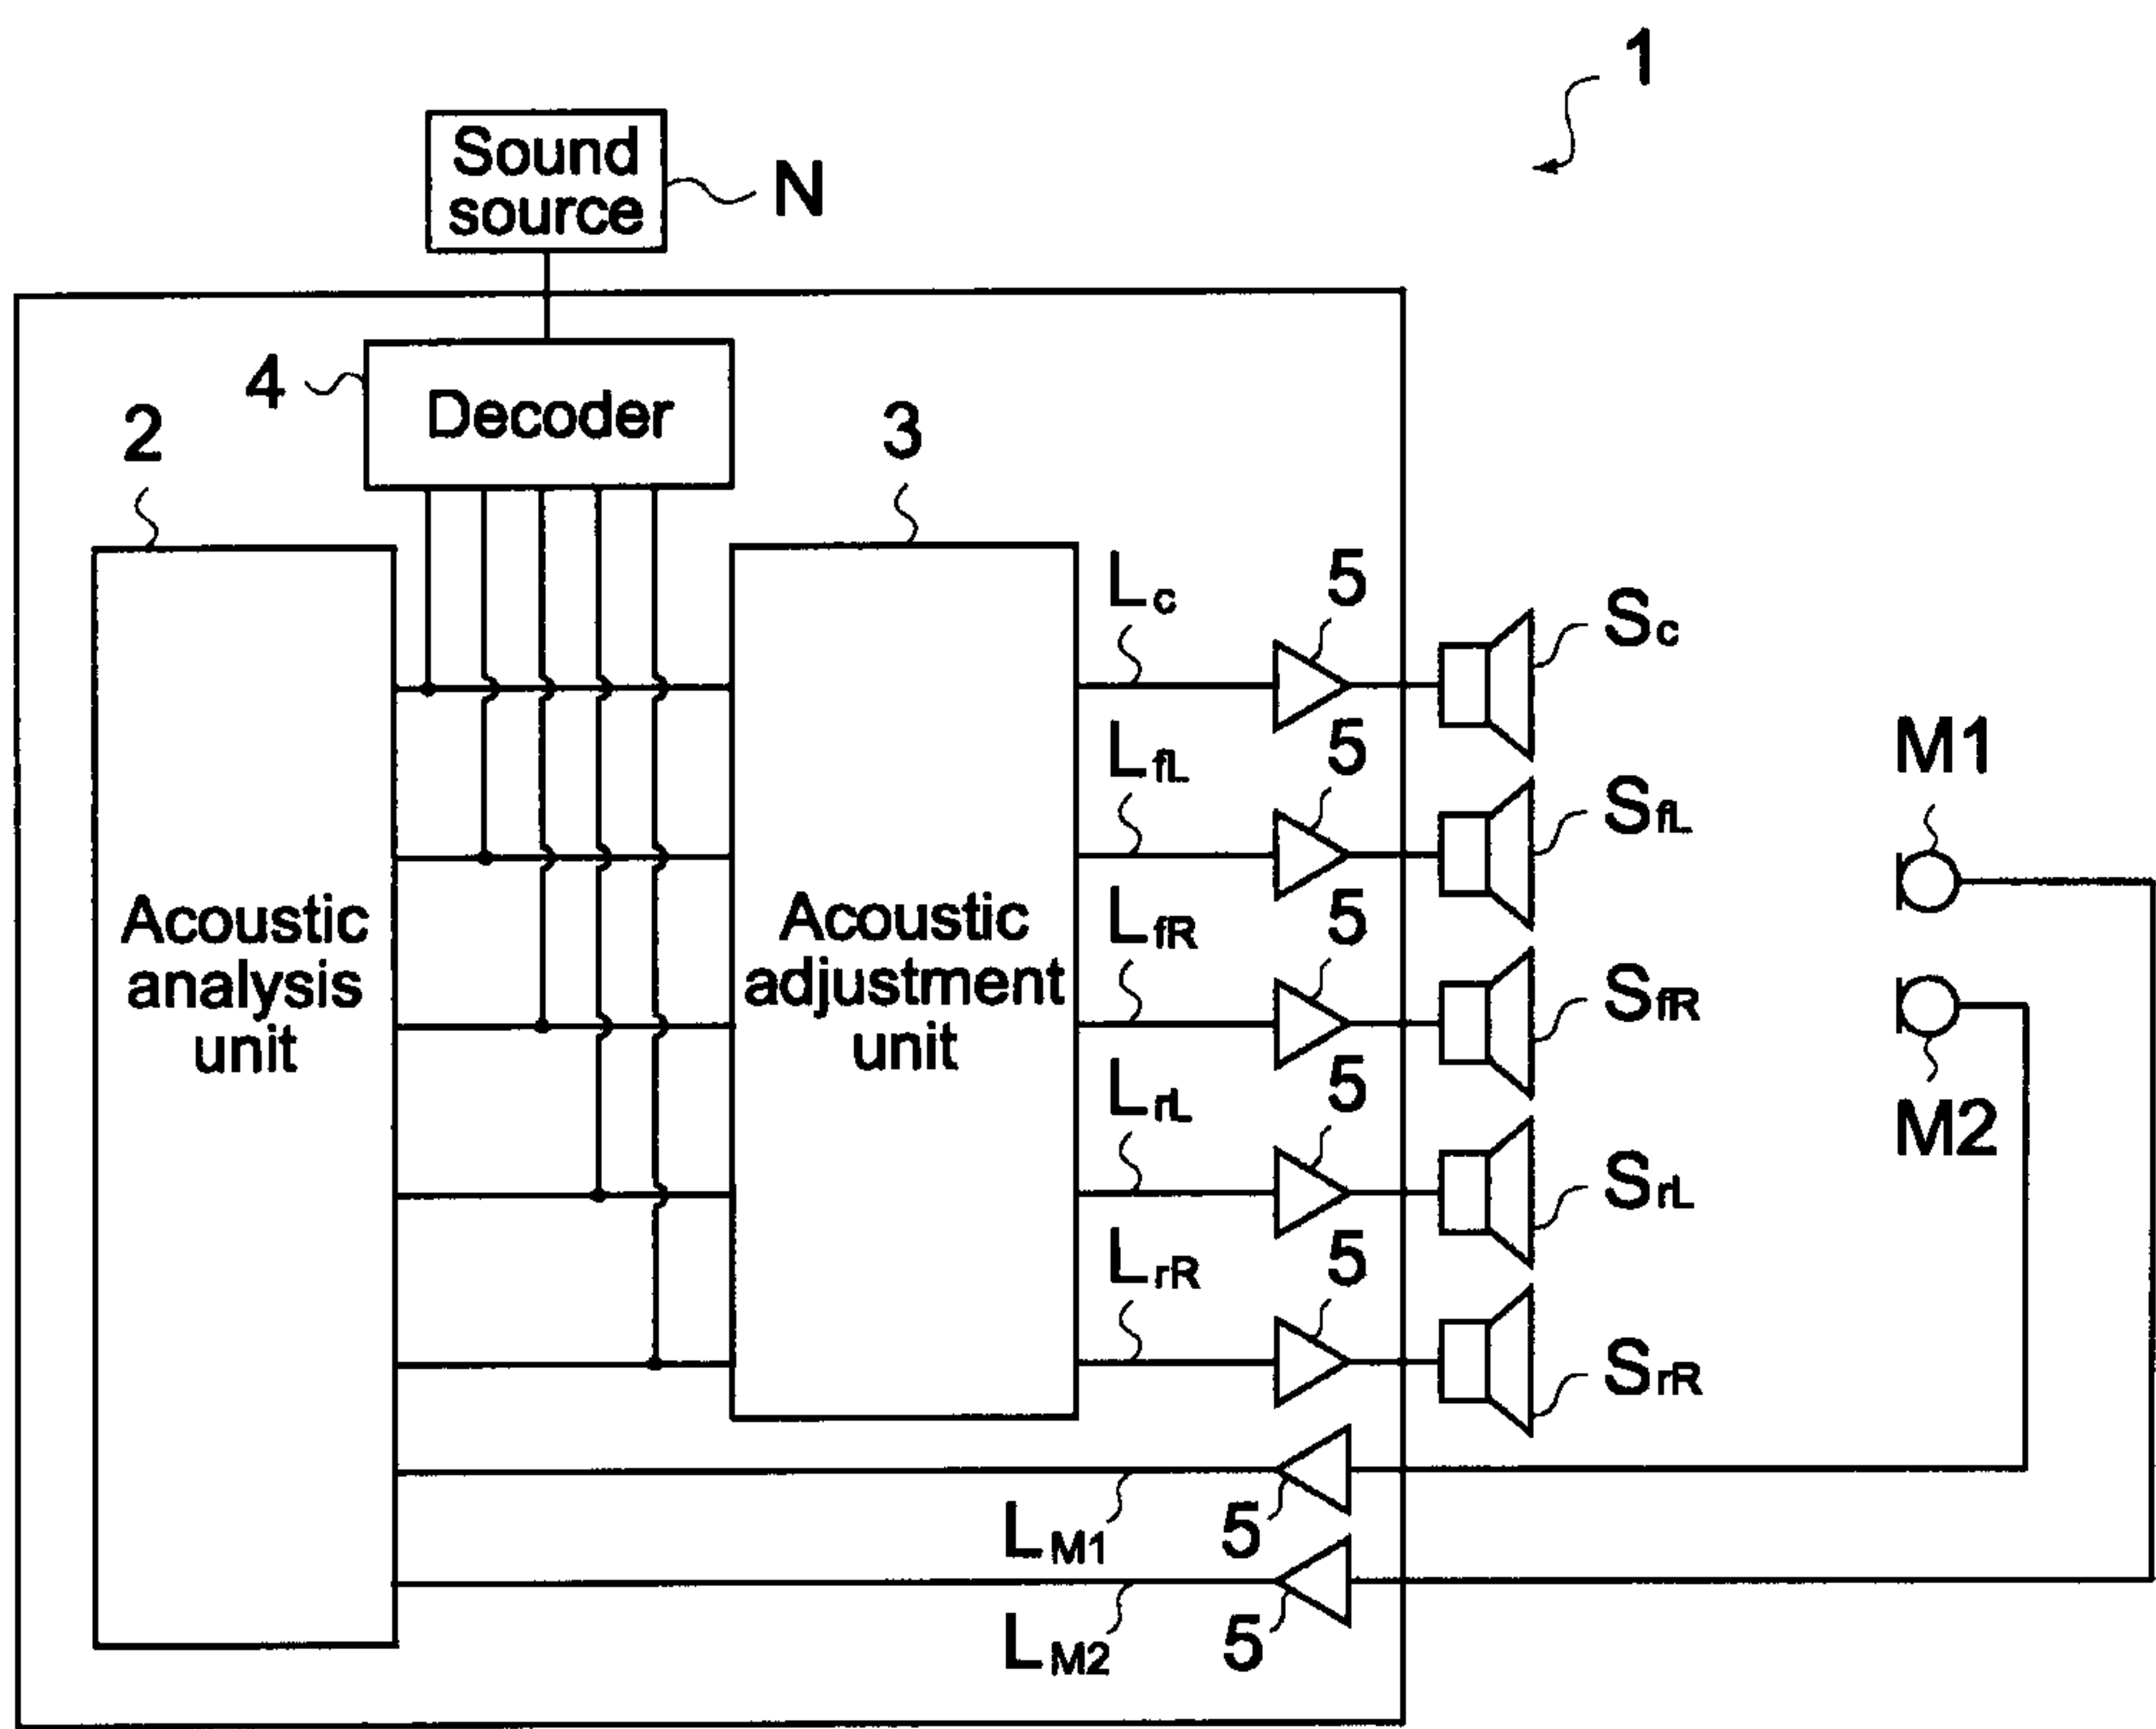 1
Sound
source
N
4
Decoder
2
3
Acoustic
analysis
unit
Acoustic
adjustment
unit
Lc
5
Sc
LfL
5
SfL
M1
LfR
5
SfR
M2
LrL
5
SrL
LrR
5
SrR
LM1
5
LM2
5